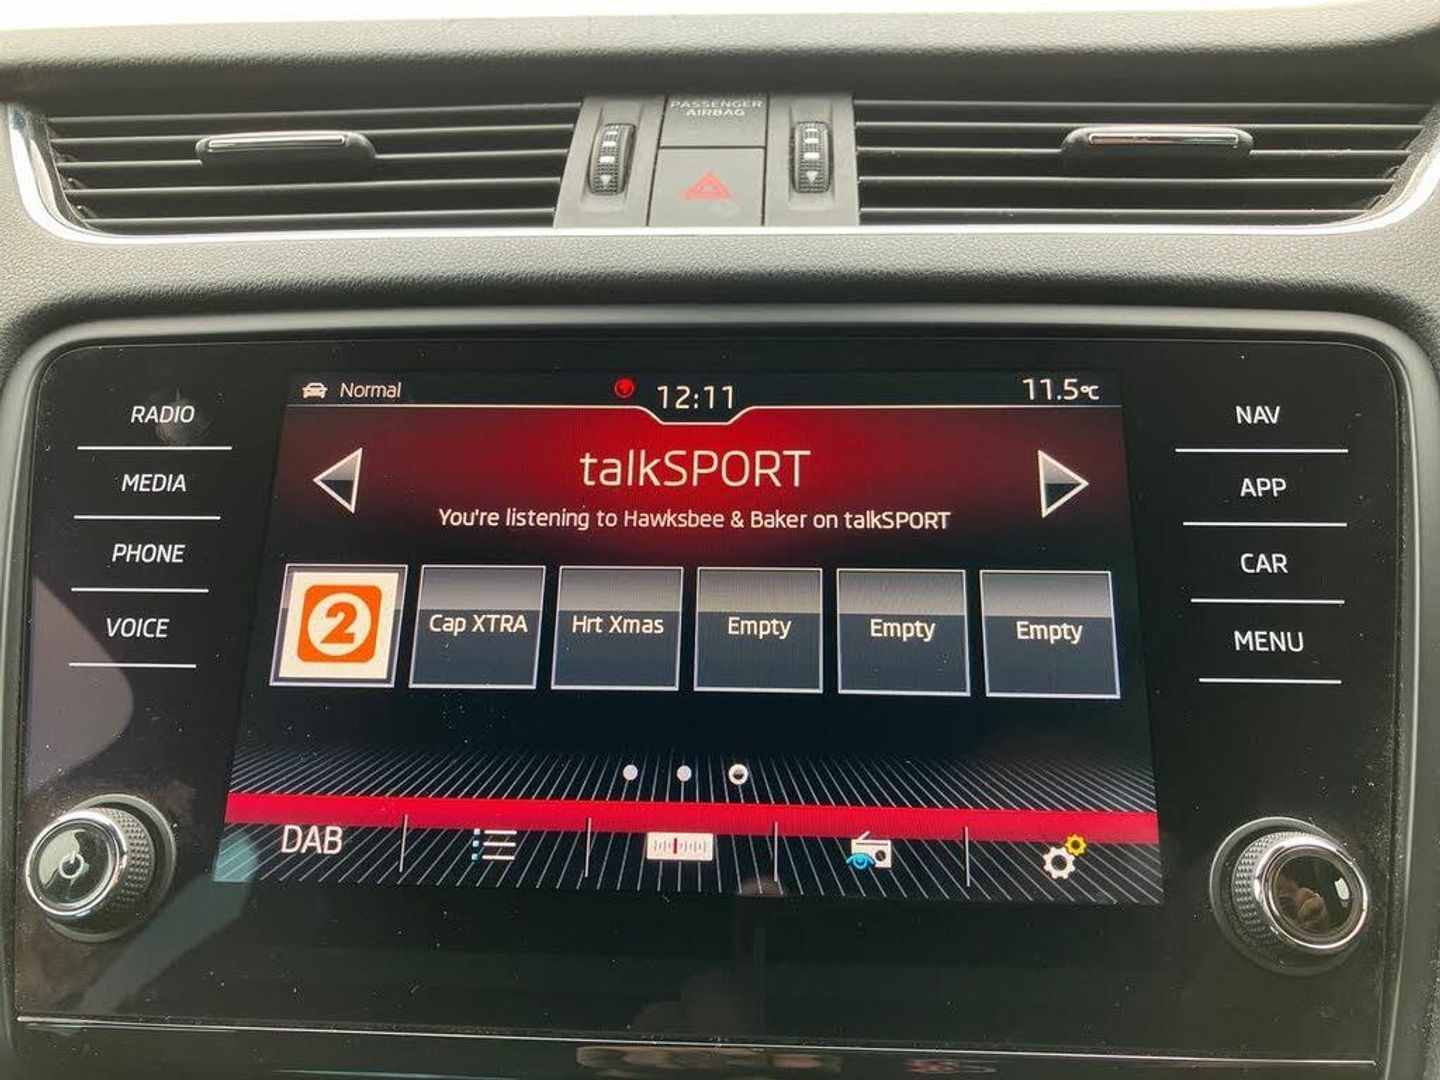 PASSENGER
AIRBAG
Normal
12:11
11.5°C
RADIO
MEDIA
PHONE
VOICE
talkSPORT
You're listening to Hawksbee & Baker on talkSPORT
2
Cap XTRA
Hrt Xmas
Empty
Empty
Empty
DAB
NAV
APP
CAR
MENU